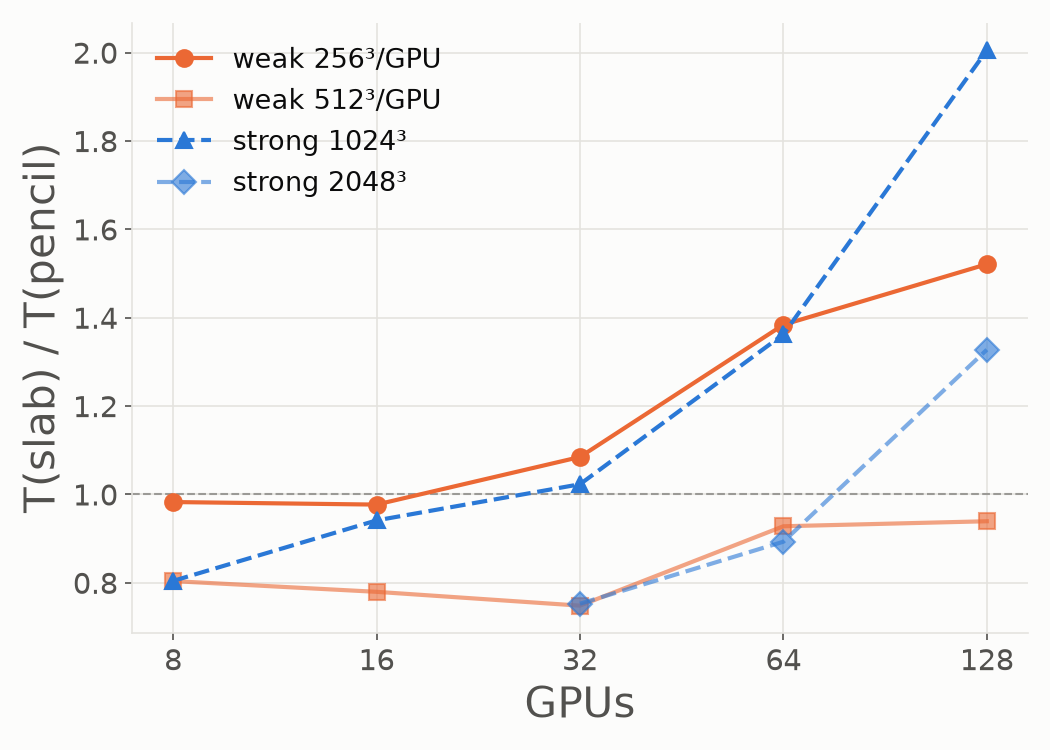 weak 256³/GPU
weak 512³/GPU
strong 1024³
strong 2048³
T(slab) / T(pencil)
2.0
1.8
1.6
1.4
1.2
1.0
0.8
8 16 32 64 128
GPUs